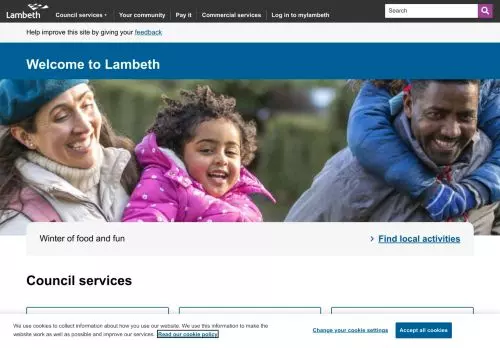 Lambeth
Council services
Your community
Pay it
Commercial services
Log in to mylambeth
Search
Help improve this site by giving your feedback
Welcome to Lambeth
Winter of food and fun
Find local activities
Council services
We use cookies to collect information about how you use our website. We use this information to make the
website work as well as possible and improve our services. Read our cookie policy
Change your cookie settings
Accept all cookies